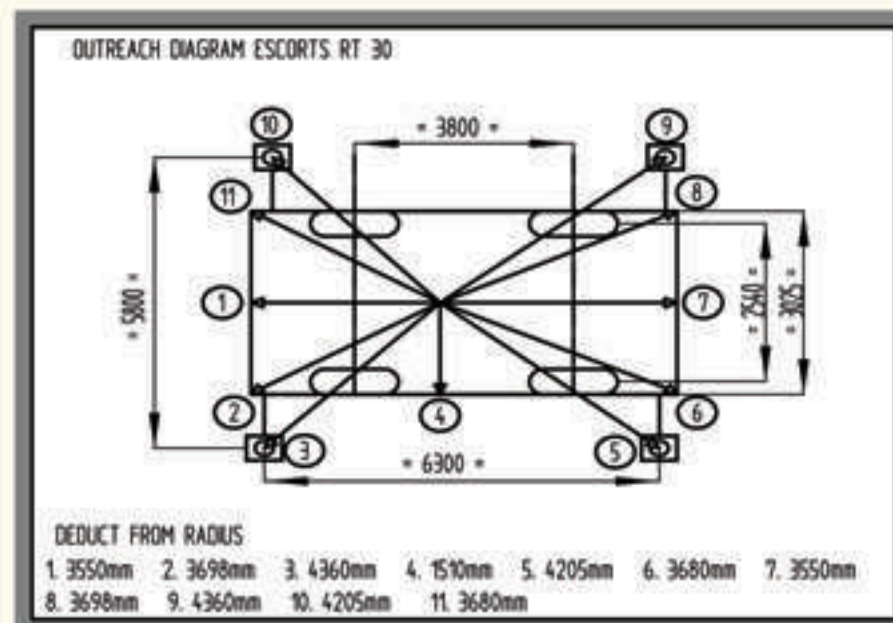 OUTREACH DIAGRAM ESCORTS RT 30
10
9
= 3800 =
11
8
= 5800 =
1
7
= 2540 =
= 3025 =
2
4
6
3
5
= 6300 =
DEDUCT FROM RADIUS
1. 3550mm 2. 3698mm 3. 4360mm 4. 1510mm 5. 4205mm 6. 3680mm 7. 3550mm
8. 3698mm 9. 4360mm 10. 4205mm 11. 3680mm